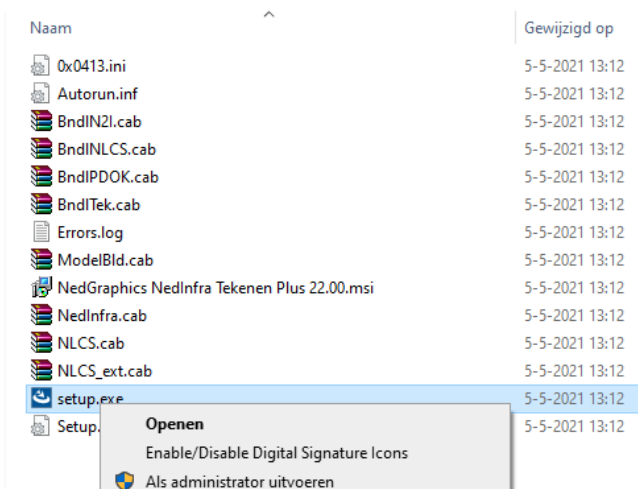 Naam Gewijzigd op
0x0413.ini 5-5-2021 13:12
Autorun.inf 5-5-2021 13:12
BndIN2I.cab 5-5-2021 13:12
BndINLCS.cab 5-5-2021 13:12
BndIPDOK.cab 5-5-2021 13:12
BndITek.cab 5-5-2021 13:12
Errors.log 5-5-2021 13:12
ModelBld.cab 5-5-2021 13:12
NedGraphics NedInfra Tekenen Plus 22.00.msi 5-5-2021 13:12
NedInfra.cab 5-5-2021 13:12
NLCS.cab 5-5-2021 13:12
NLCS_ext.cab 5-5-2021 13:12
setup.exe 5-5-2021 13:12
Setup. 5-5-2021 13:12
Openen
Enable/Disable Digital Signature Icons
Als administrator uitvoeren